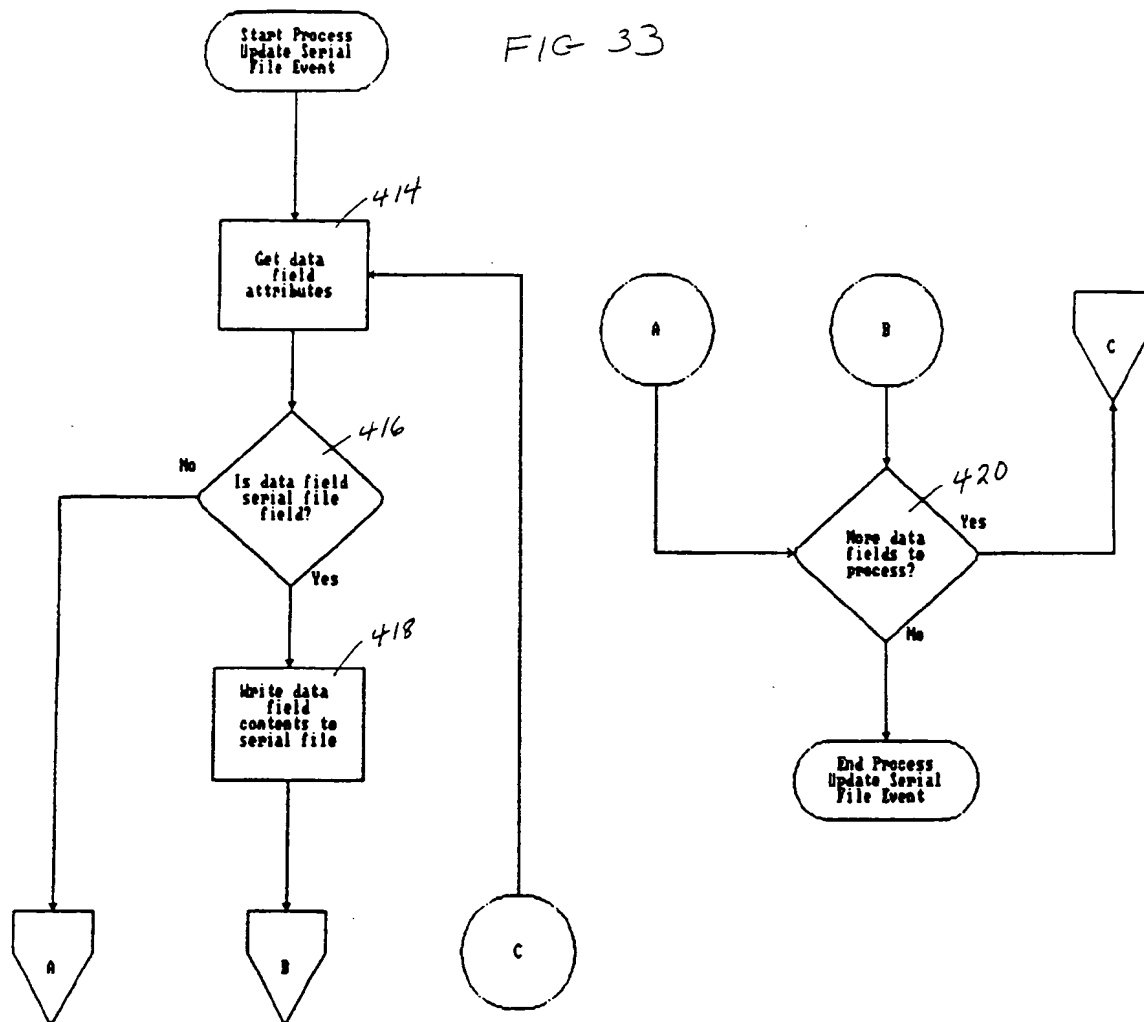 FIG 33
Start Process
Update Serial
File Event
414
Get data
field
attributes
416
No
Is data field
serial file
field?
Yes
418
Write data
field
contents to
serial file
A
B
C
A
B
C
420
Yes
More data
fields to
process?
No
End Process
Update Serial
File Event